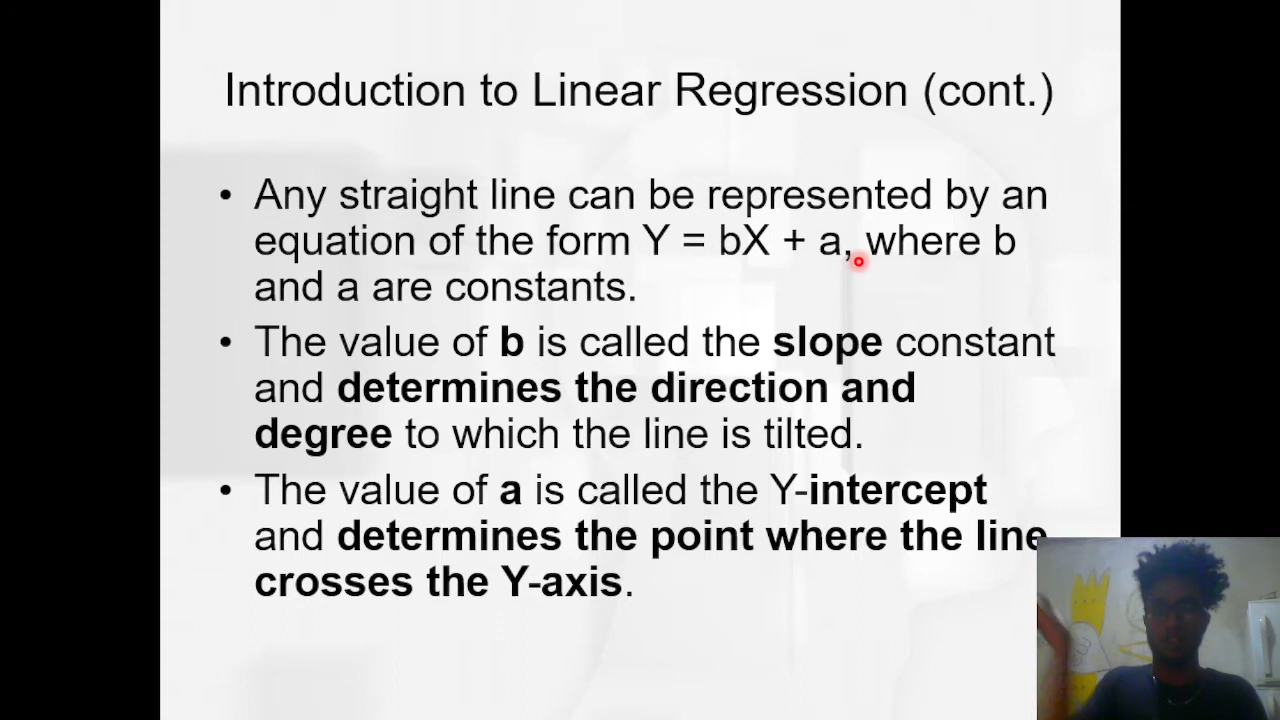 Introduction to Linear Regression (cont.)
• Any straight line can be represented by an
equation of the form Y = bX + a, where b
and a are constants.
• The value of b is called the slope constant
and determines the direction and
degree to which the line is tilted.
• The value of a is called the Y-intercept
and determines the point where the line
crosses the Y-axis.